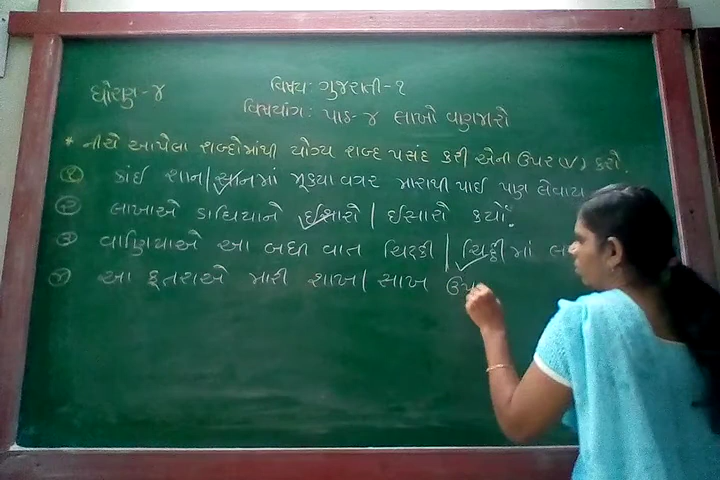 ધોરણ-૪ વિષય: ગુજરાતી-૧
વિષયાંગ: પાઠ-૪ લાખો વણજારો
* નીચે આપેલા શબ્દોમાંથી યોગ્ય શબ્દ પસંદ કરી એની ઉપર (✓) કરો.
(૧) કાંઈ સાન/સાનમાં મૂક્યા વગર મારાથી પાઈ પણ લેવાય
(૨) લાખાએ ડાઘિયાને ઈશારો / ઈસારો કર્યો.
(૩) વાણિયાએ આ બધી વાત ચિઠ્ઠી / ચિઠ્ઠીમાં
(૪) આ કૂતરાએ મારી શાખ / સાખ